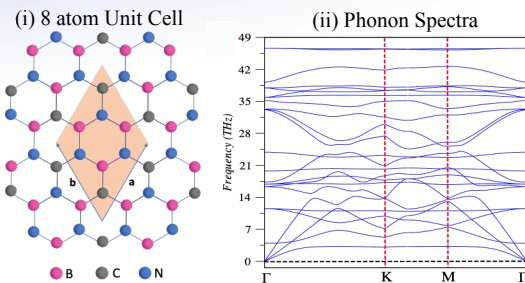 (i) 8 atom Unit Cell
b
a
B
C
N
(ii) Phonon Spectra
Frequency (THz)
49
42
35
28
21
14
7
0
Γ
K
M
Γ